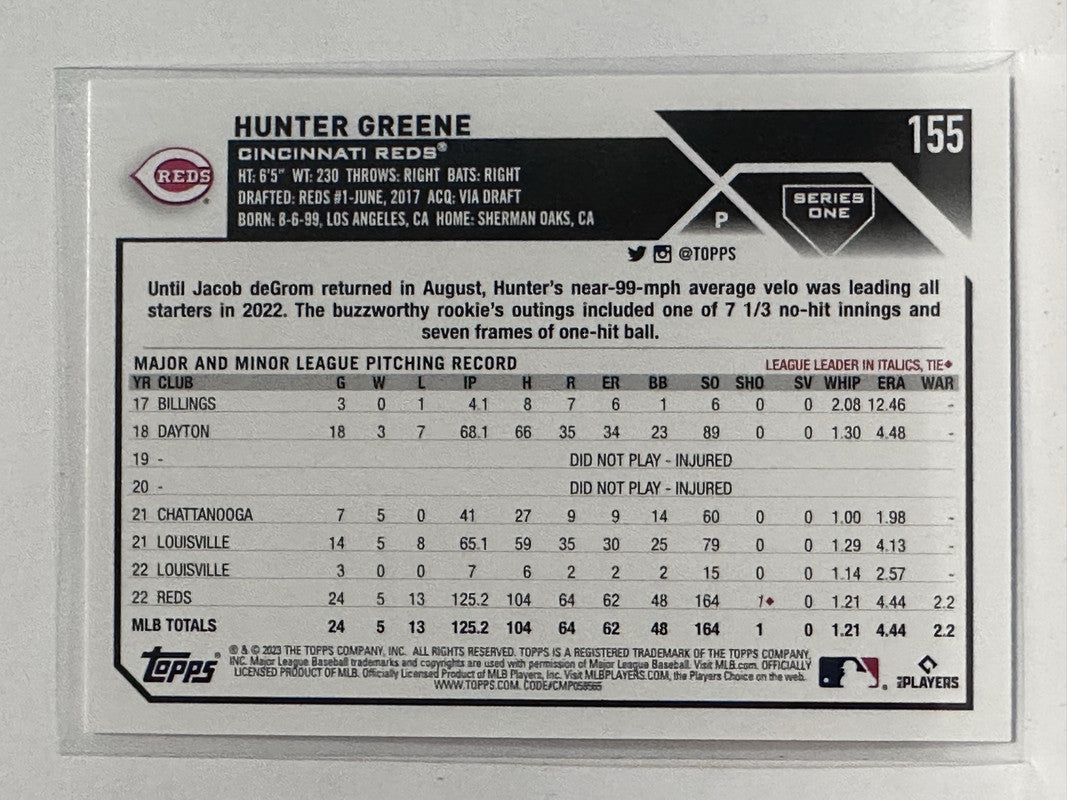 HUNTER GREENE
155
REDS
CINCINNATI REDS®
HT: 6'5" WT: 230 THROWS: RIGHT BATS: RIGHT
DRAFTED: REDS #1-JUNE, 2017 ACQ: VIA DRAFT
BORN: 8-6-99, LOS ANGELES, CA HOME: SHERMAN OAKS, CA
P
SERIES
ONE
@TOPPS
Until Jacob deGrom returned in August, Hunter's near-99-mph average velo was leading all
starters in 2022. The buzzworthy rookie's outings included one of 7 1/3 no-hit innings and
seven frames of one-hit ball.
MAJOR AND MINOR LEAGUE PITCHING RECORD LEAGUE LEADER IN ITALICS, TIE◆
YR CLUB G W L IP H R ER BB SO SHO SV WHIP ERA WAR
17 BILLINGS 3 0 1 4.1 8 7 6 1 6 0 0 2.08 12.46 -
18 DAYTON 18 3 7 68.1 66 35 34 23 89 0 0 1.30 4.48 -
19 - DID NOT PLAY - INJURED
20 - DID NOT PLAY - INJURED
21 CHATTANOOGA 7 5 0 41 27 9 9 14 60 0 0 1.00 1.98 -
21 LOUISVILLE 14 5 8 65.1 59 35 30 25 79 0 0 1.29 4.13 -
22 LOUISVILLE 3 0 0 7 6 2 2 2 15 0 0 1.14 2.57 -
22 REDS 24 5 13 125.2 104 64 62 48 164 1◆ 0 1.21 4.44 2.2
MLB TOTALS 24 5 13 125.2 104 64 62 48 164 1 0 1.21 4.44 2.2
Topps®
® & © 2023 THE TOPPS COMPANY, INC. ALL RIGHTS RESERVED. TOPPS IS A REGISTERED TRADEMARK OF THE TOPPS COMPANY,
INC. Major League Baseball trademarks and copyrights are used with permission of Major League Baseball. Visit MLB.com. OFFICIALLY
LICENSED PRODUCT OF MLB. Officially Licensed Product of MLB Players, Inc. Visit MLBPLAYERS.COM, the Players Choice on the web.
WWW.TOPPS.COM. CODE#CMP058565
MLB PLAYERS